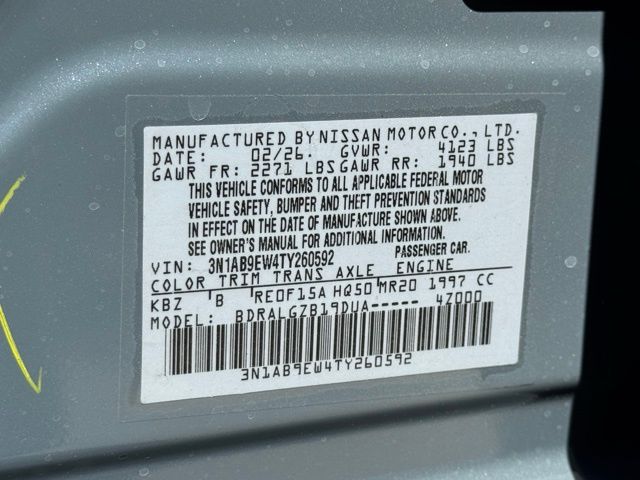 MANUFACTURED BY NISSAN MOTOR CO., LTD.
DATE: 02/26. GVWR: 4123 LBS
GAWR FR: 2271 LBS GAWR RR: 1940 LBS
THIS VEHICLE CONFORMS TO ALL APPLICABLE FEDERAL MOTOR
VEHICLE SAFETY, BUMPER AND THEFT PREVENTION STANDARDS
IN EFFECT ON THE DATE OF MANUFACTURE SHOWN ABOVE.
SEE OWNER'S MANUAL FOR ADDITIONAL INFORMATION.
VIN: 3N1AB9EW4TY260592 PASSENGER CAR.
COLOR TRIM TRANS AXLE ENGINE
KBZ B RE0F15A HQ50 MR20 1997 CC
MODEL: BDRALGZB19DUA----- 4Z000
3N1AB9EW4TY260592